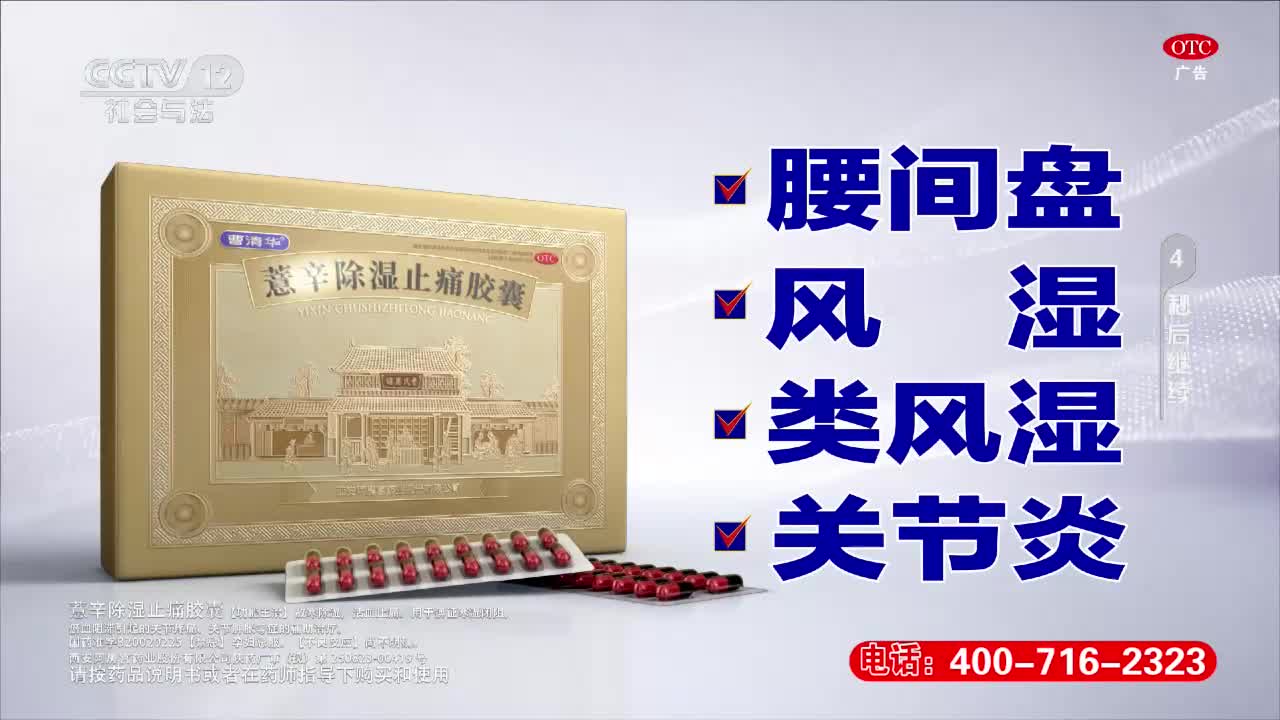 CCTV 12
社会与法
OTC
广告
腰间盘
风 湿
类风湿
关节炎
4
秒后继续
曹清华
OTC
薏辛除湿止痛胶囊
YIXIN CHUSHIZHITONG JIAONANG
薏辛除湿止痛胶囊
请按药品说明书或者在药师指导下购买和使用
电话：400-716-2323